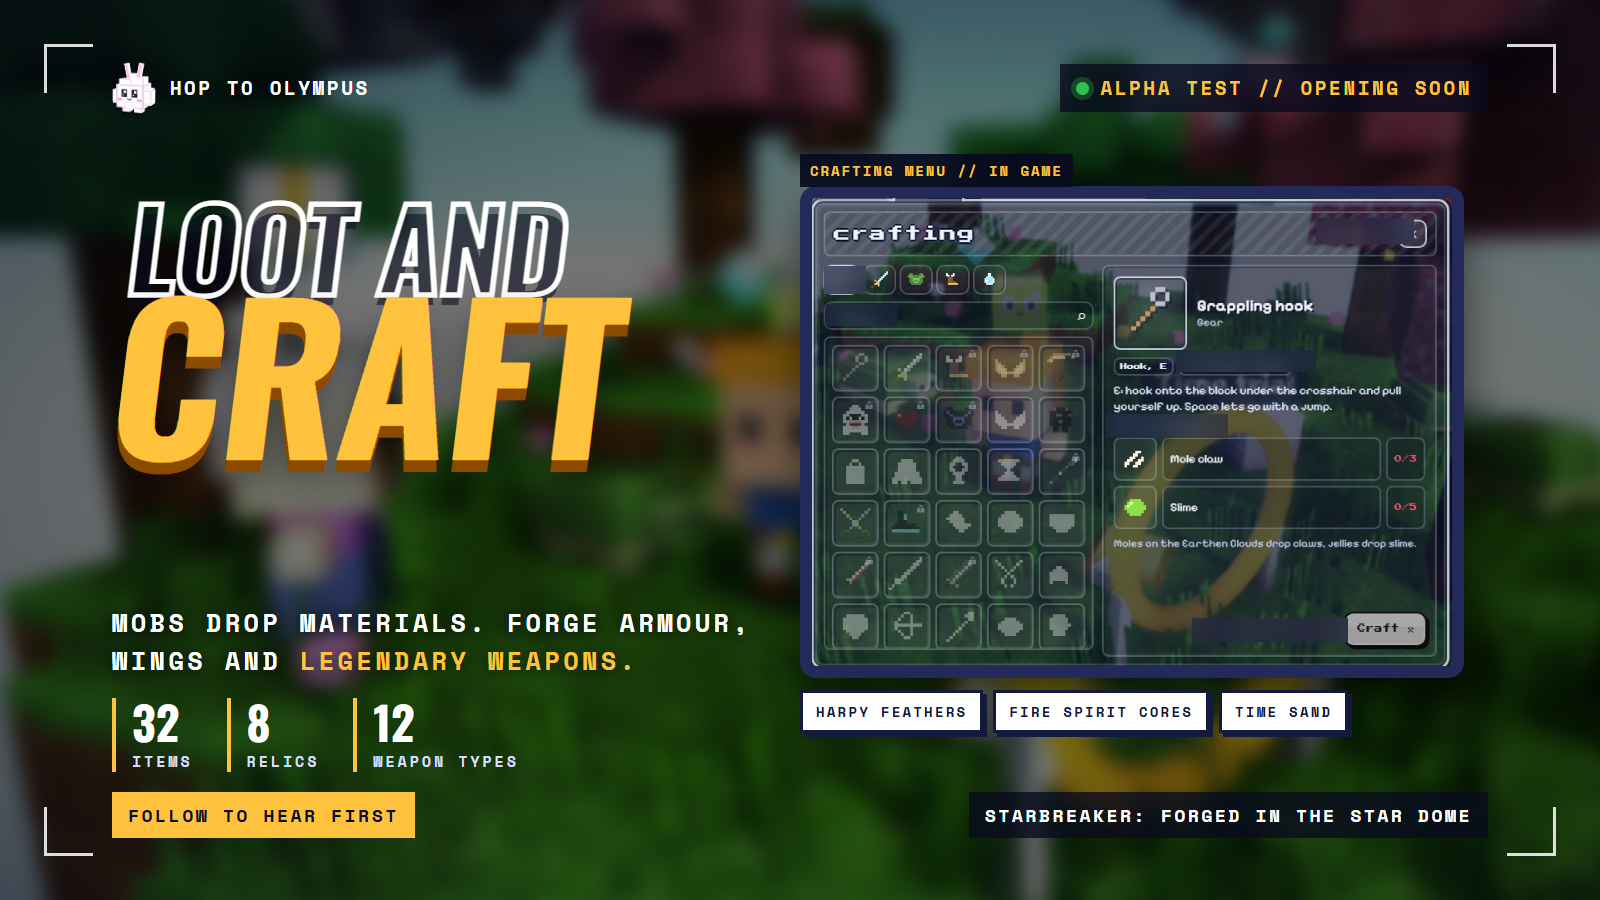 HOP TO OLYMPUS
ALPHA TEST // OPENING SOON
LOOT AND
CRAFT
MOBS DROP MATERIALS. FORGE ARMOUR,
WINGS AND LEGENDARY WEAPONS.
32
ITEMS
8
RELICS
12
WEAPON TYPES
FOLLOW TO HEAR FIRST
CRAFTING MENU // IN GAME
crafting
Grappling hook
Gear
Hook, E
E: hook onto the block under the crosshair and pull
yourself up. Space lets go with a jump.
Mole claw
0/3
Slime
0/5
Moles on the Earthen Clouds drop claws, jellies drop slime.
Craft
HARPY FEATHERS
FIRE SPIRIT CORES
TIME SAND
STARBREAKER: FORGED IN THE STAR DOME